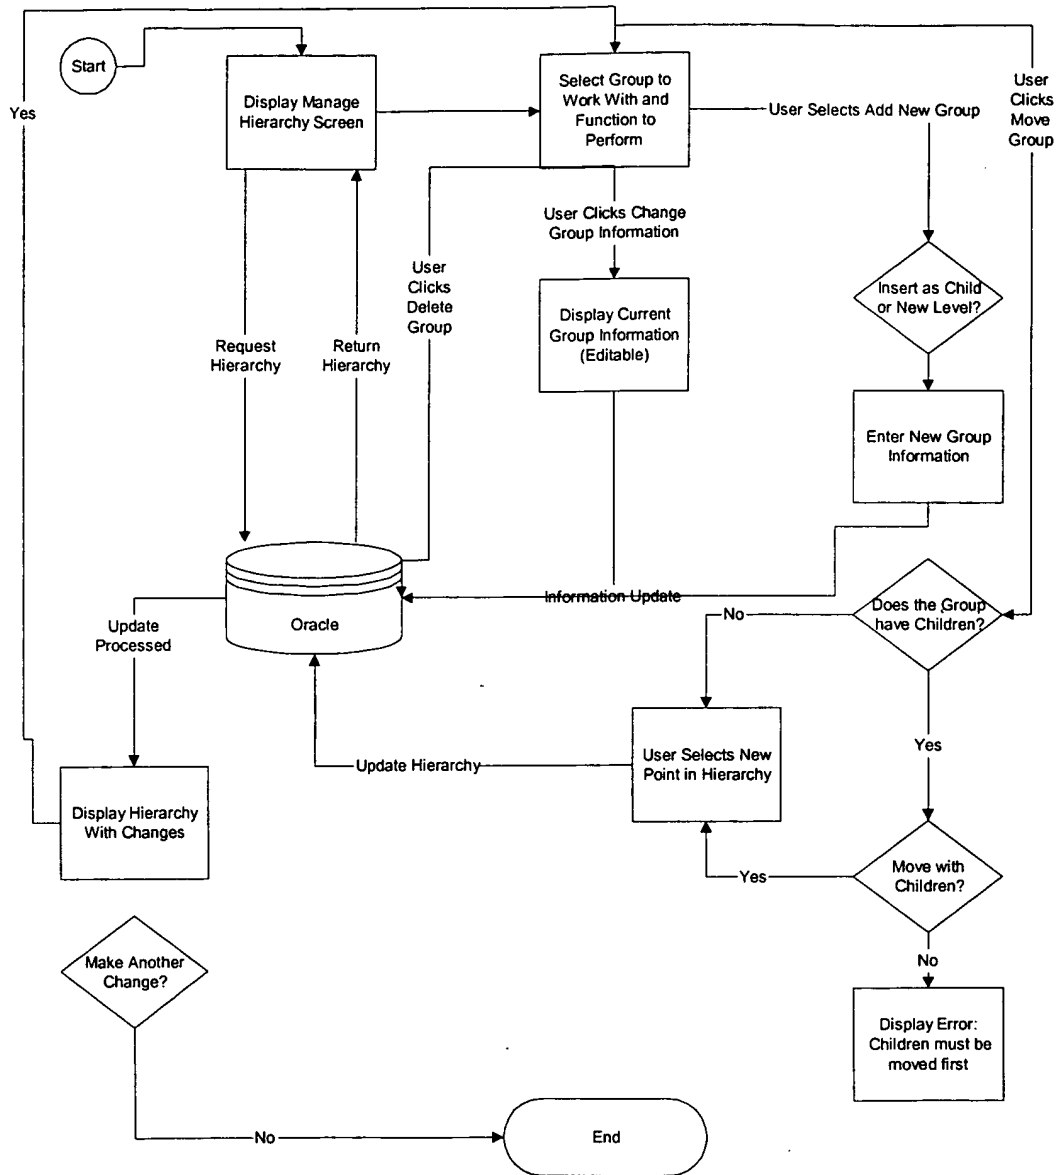 Start
Yes
Display Manage
Hierarchy Screen
Select Group to
Work With and
Function to
Perform
User Selects Add New Group
User
Clicks
Move
Group
User Clicks Change
Group Information
User
Clicks
Delete
Group
Insert as Child
or New Level?
Display Current
Group Information
(Editable)
Request
Hierarchy
Return
Hierarchy
Enter New Group
Information
Information Update
Oracle
Does the Group
have Children?
No
Update
Processed
Yes
User Selects New
Point in Hierarchy
Update Hierarchy
Display Hierarchy
With Changes
Move with
Children?
Yes
No
Make Another
Change?
Display Error:
Children must be
moved first
No
End